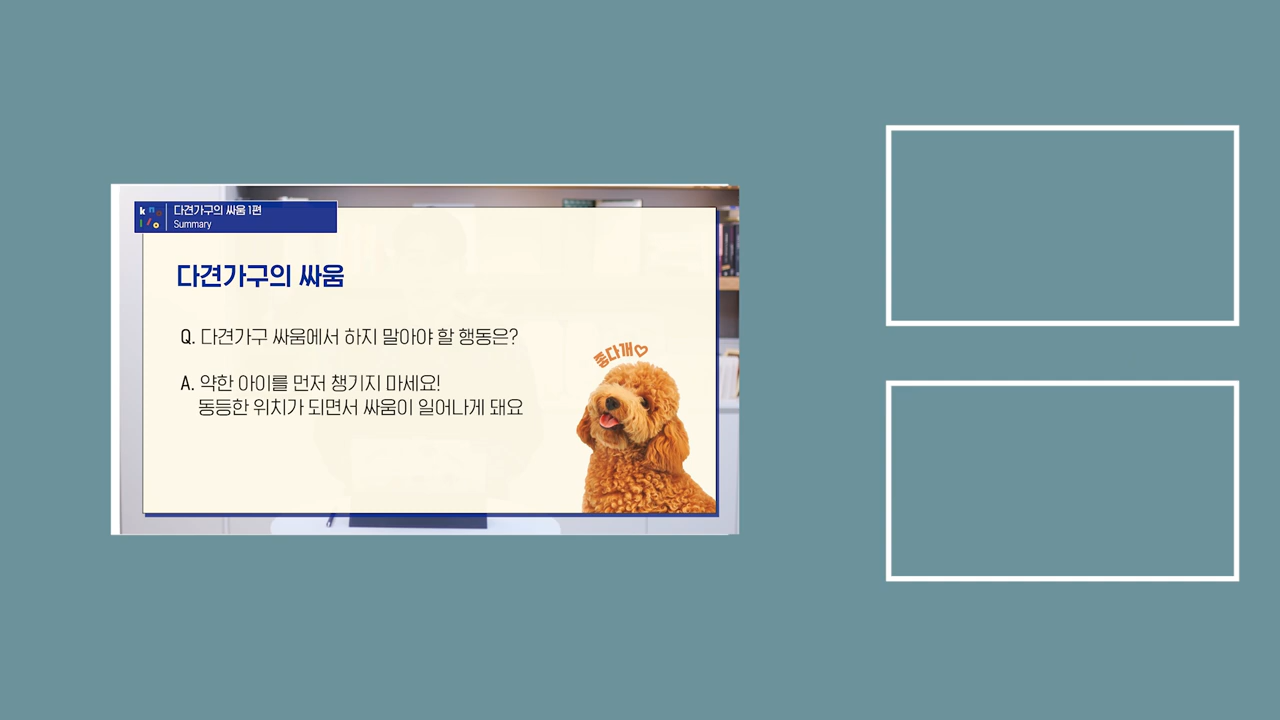 knollo
다견가구의 싸움 1편
Summary
다견가구의 싸움
Q. 다견가구 싸움에서 하지 말아야 할 행동은?
A. 약한 아이를 먼저 챙기지 마세요!
동등한 위치가 되면서 싸움이 일어나게 돼요
좋다개♡